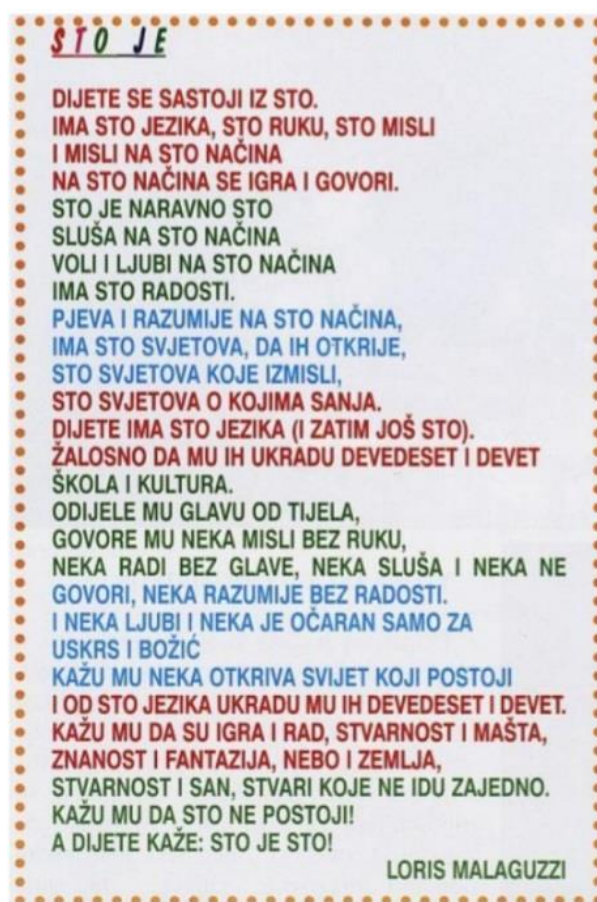 STO JE
DIJETE SE SASTOJI IZ STO.
IMA STO JEZIKA, STO RUKU, STO MISLI
I MISLI NA STO NAČINA
NA STO NAČINA SE IGRA I GOVORI.
STO JE NARAVNO STO
SLUŠA NA STO NAČINA
VOLI I LJUBI NA STO NAČINA
IMA STO RADOSTI.
PJEVA I RAZUMIJE NA STO NAČINA,
IMA STO SVJETOVA, DA IH OTKRIJE,
STO SVJETOVA KOJE IZMISLI,
STO SVJETOVA O KOJIMA SANJA.
DIJETE IMA STO JEZIKA (I ZATIM JOŠ STO).
ŽALOSNO DA MU IH UKRADU DEVEDESET I DEVET
ŠKOLA I KULTURA.
ODIJELE MU GLAVU OD TIJELA,
GOVORE MU NEKA MISLI BEZ RUKU,
NEKA RADI BEZ GLAVE, NEKA SLUŠA I NEKA NE
GOVORI, NEKA RAZUMIJE BEZ RADOSTI.
I NEKA LJUBI I NEKA JE OČARAN SAMO ZA
USKRS I BOŽIĆ
KAŽU MU NEKA OTKRIVA SVIJET KOJI POSTOJI
I OD STO JEZIKA UKRADU MU IH DEVEDESET I DEVET.
KAŽU MU DA SU IGRA I RAD, STVARNOST I MAŠTA,
ZNANOST I FANTAZIJA, NEBO I ZEMLJA,
STVARNOST I SAN, STVARI KOJE NE IDU ZAJEDNO.
KAŽU MU DA STO NE POSTOJI!
A DIJETE KAŽE: STO JE STO!
LORIS MALAGUZZI